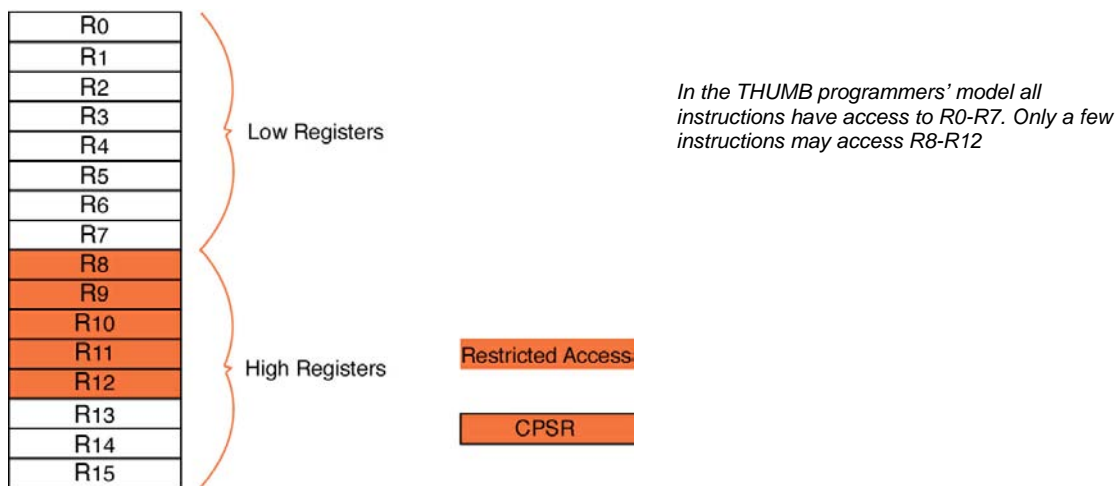 R0
R1
R2
R3
R4
R5
R6
R7
R8
R9
R10
R11
R12
R13
R14
R15
Low Registers
High Registers
In the THUMB programmers’ model all
instructions have access to R0-R7. Only a few
instructions may access R8-R12
Restricted Access
CPSR